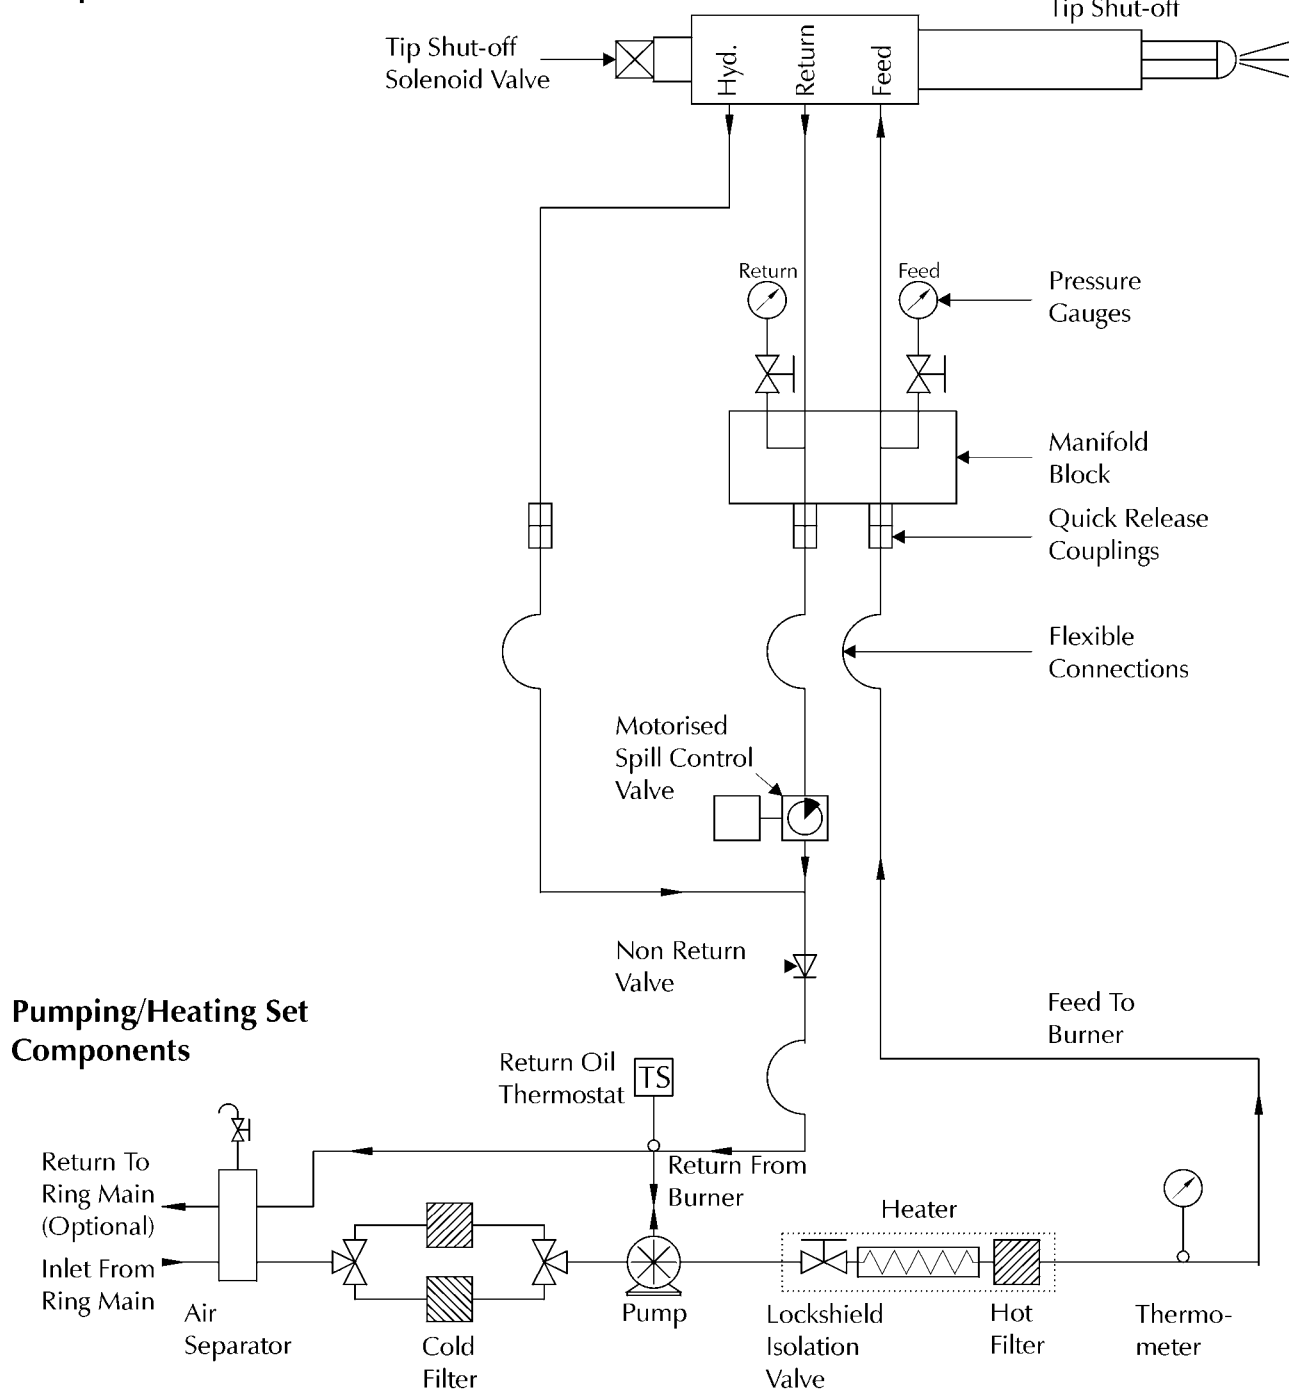 Tip Shut-off
Tip Shut-off
Solenoid Valve
Hyd.
Return
Feed
Return
Feed
Pressure
Gauges
Manifold
Block
Quick Release
Couplings
Flexible
Connections
Motorised
Spill Control
Valve
Non Return
Valve
Feed To
Burner
Pumping/Heating Set
Components
Return Oil
Thermostat
TS
Return From
Burner
Return To
Ring Main
(Optional)
Inlet From
Ring Main
Air
Separator
Cold
Filter
Pump
Heater
Lockshield
Isolation
Valve
Hot
Filter
Thermo-
meter